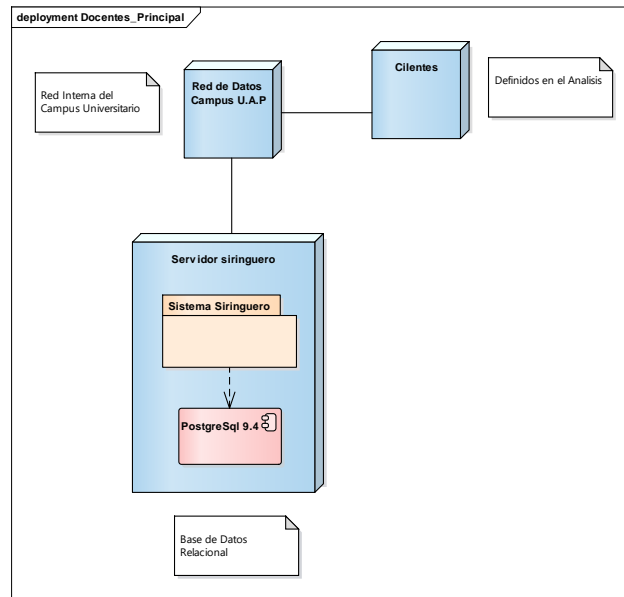 deployment Docentes_Principal
Red Interna del
Campus Universitario
Red de Datos
Campus U.A.P
Cilentes
Definidos en el Analisis
Servidor siringuero
Sistema Siringuero
PostgreSql 9.4
Base de Datos
Relacional